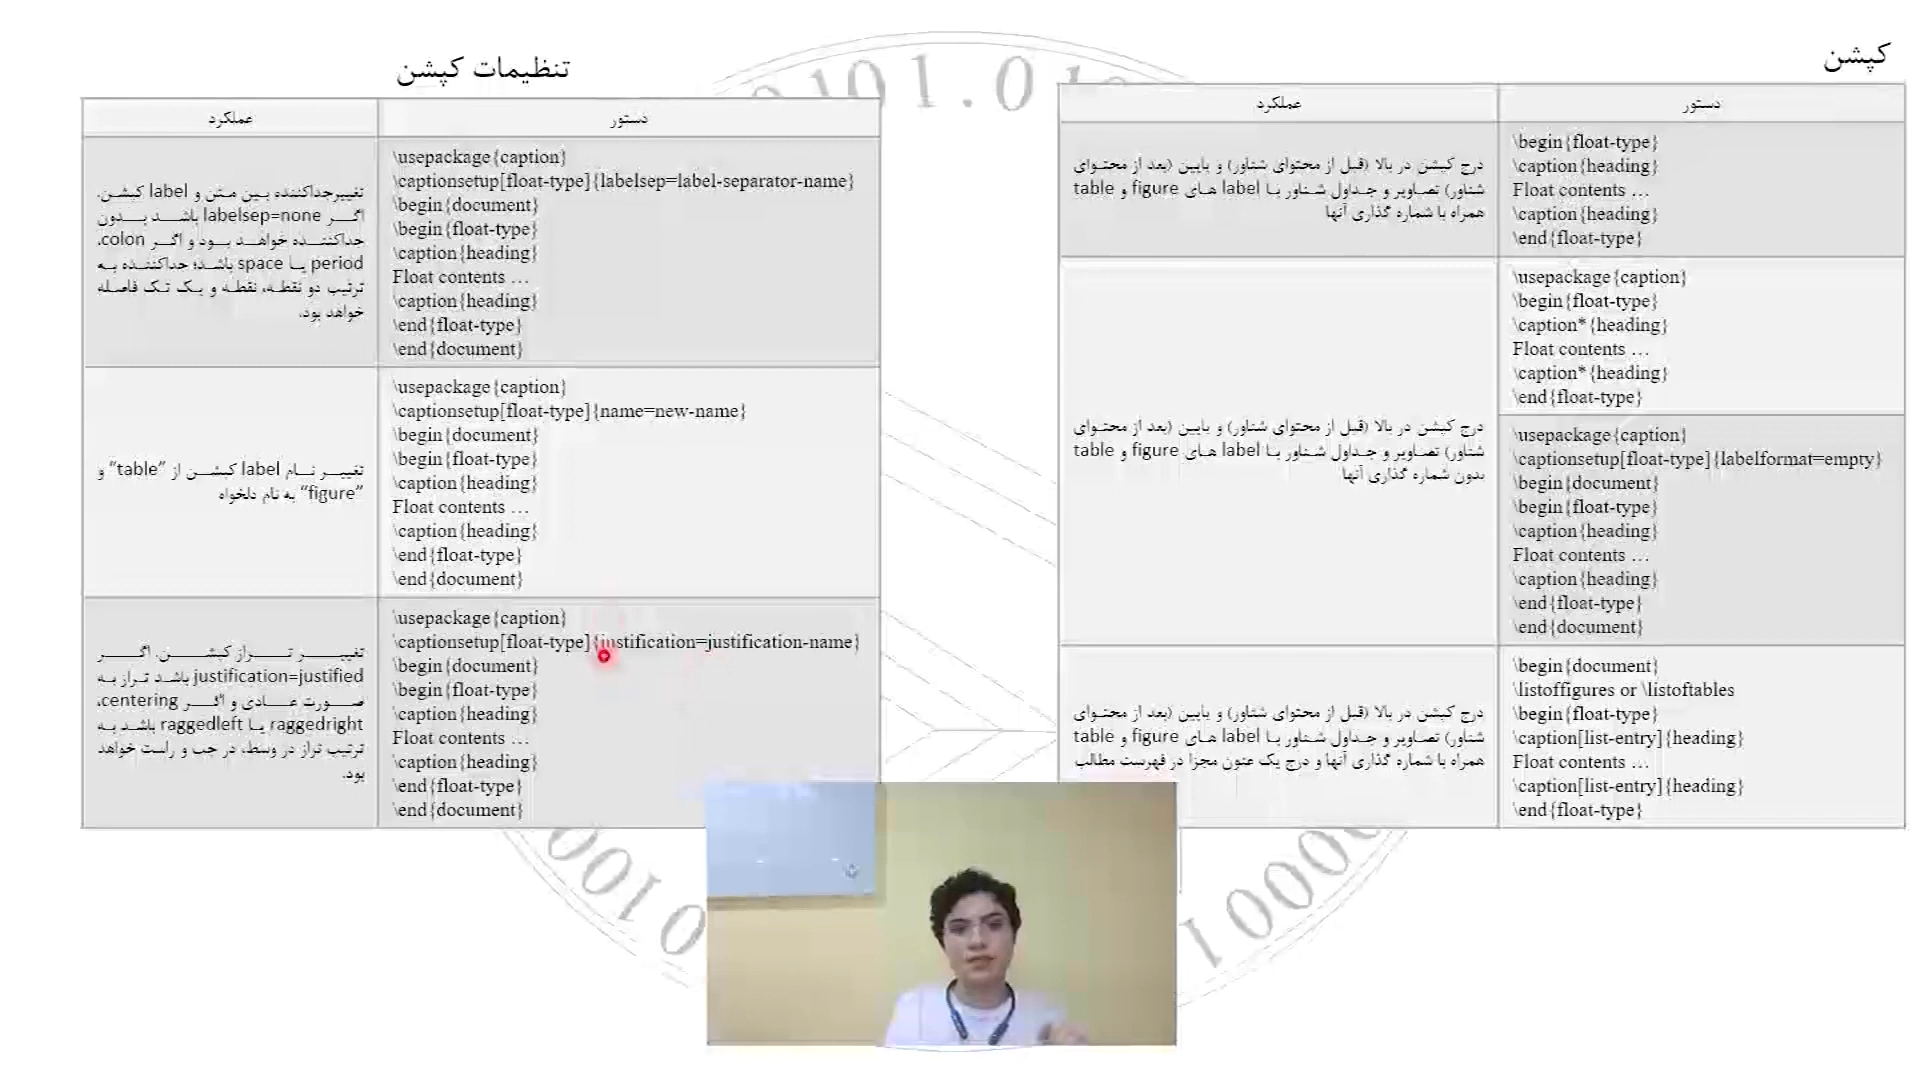 کپشن
دستور
عملکرد
\begin{float-type}
\caption{heading}
Float contents …
\caption{heading}
\end{float-type}
درج کپشن در بالا (قبل از محتوای شناور) و پایین (بعد از محتوای
شناور) تصاویر و جداول شناور با label های figure و table
همراه با شماره گذاری آنها
\usepackage{caption}
\begin{float-type}
\caption*{heading}
Float contents …
\caption*{heading}
\end{float-type}
\usepackage{caption}
\captionsetup[float-type]{labelformat=empty}
\begin{document}
\begin{float-type}
\caption{heading}
Float contents …
\caption{heading}
\end{float-type}
\end{document}
درج کپشن در بالا (قبل از محتوای شناور) و پایین (بعد از محتوای
شناور) تصاویر و جداول شناور با label های figure و table
بدون شماره گذاری آنها
\begin{document}
\listoffigures or \listoftables
\begin{float-type}
\caption[list-entry]{heading}
Float contents …
\caption[list-entry]{heading}
\end{float-type}
درج کپشن در بالا (قبل از محتوای شناور) و پایین (بعد از محتوای
شناور) تصاویر و جداول شناور با label های figure و table
همراه با شماره گذاری آنها و درج یک عنون مجزا در فهرست مطالب
تنظیمات کپشن
دستور
عملکرد
\usepackage{caption}
\captionsetup[float-type]{labelsep=label-separator-name}
\begin{document}
\begin{float-type}
\caption{heading}
Float contents …
\caption{heading}
\end{float-type}
\end{document}
تغییرجداکننده بین متن و label کپشن.
اگر labelsep=none باشد بدون
جداکننده خواهد بود و اگر colon،
period یا space باشد؛ جداکننده به
ترتیب دو نقطه، نقطه و یک تک فاصله
خواهد بود.
\usepackage{caption}
\captionsetup[float-type]{name=new-name}
\begin{document}
\begin{float-type}
\caption{heading}
Float contents …
\caption{heading}
\end{float-type}
\end{document}
تغییر نام label کپشن از "table" و
"figure" به نام دلخواه
\usepackage{caption}
\captionsetup[float-type]{justification=justification-name}
\begin{document}
\begin{float-type}
\caption{heading}
Float contents …
\caption{heading}
\end{float-type}
\end{document}
تغییر تراز کپشن. اگر
justification=justified باشد تراز به
صورت عادی و اگر centering،
raggedright یا raggedleft باشد به
ترتیب تراز در وسط، در چپ و راست خواهد
بود.